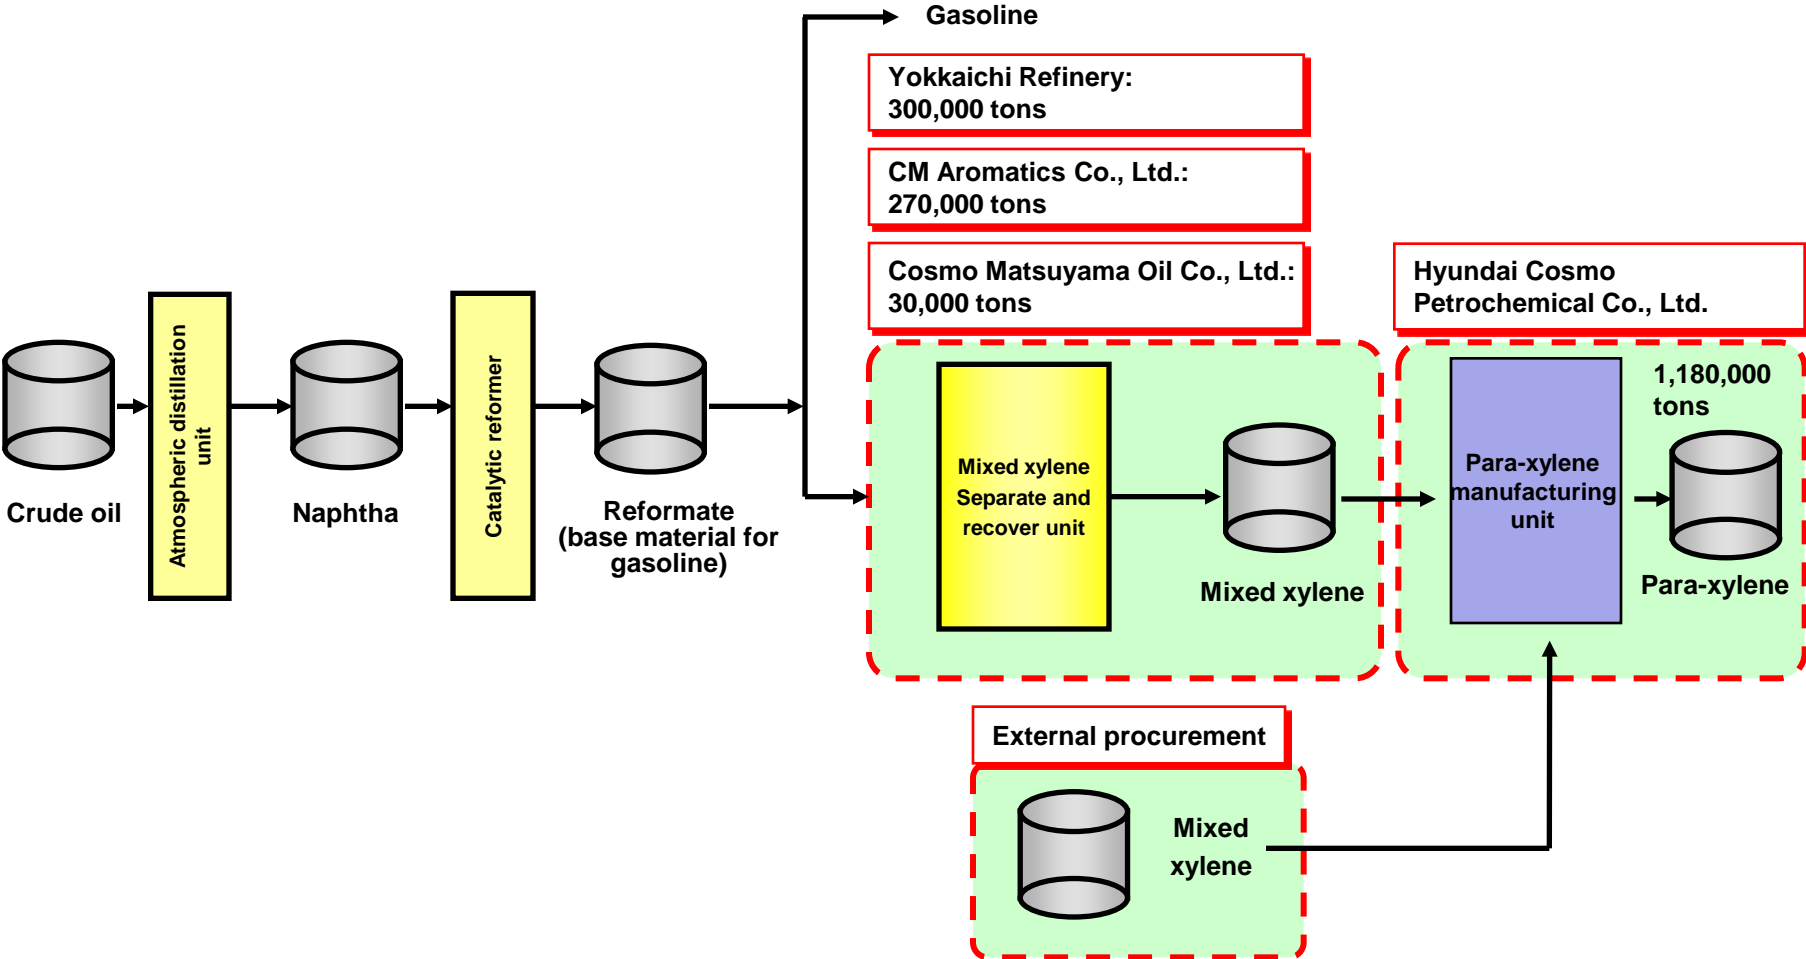 Gasoline
Yokkaichi Refinery:
300,000 tons
CM Aromatics Co., Ltd.:
270,000 tons
Cosmo Matsuyama Oil Co., Ltd.:
30,000 tons
Hyundai Cosmo
Petrochemical Co., Ltd.
Crude oil
Atmospheric distillation
unit
Naphtha
Catalytic reformer
Reformate
(base material for
gasoline)
Mixed xylene
Separate and
recover unit
Mixed xylene
Para-xylene
manufacturing
unit
1,180,000
tons
Para-xylene
External procurement
Mixed
xylene